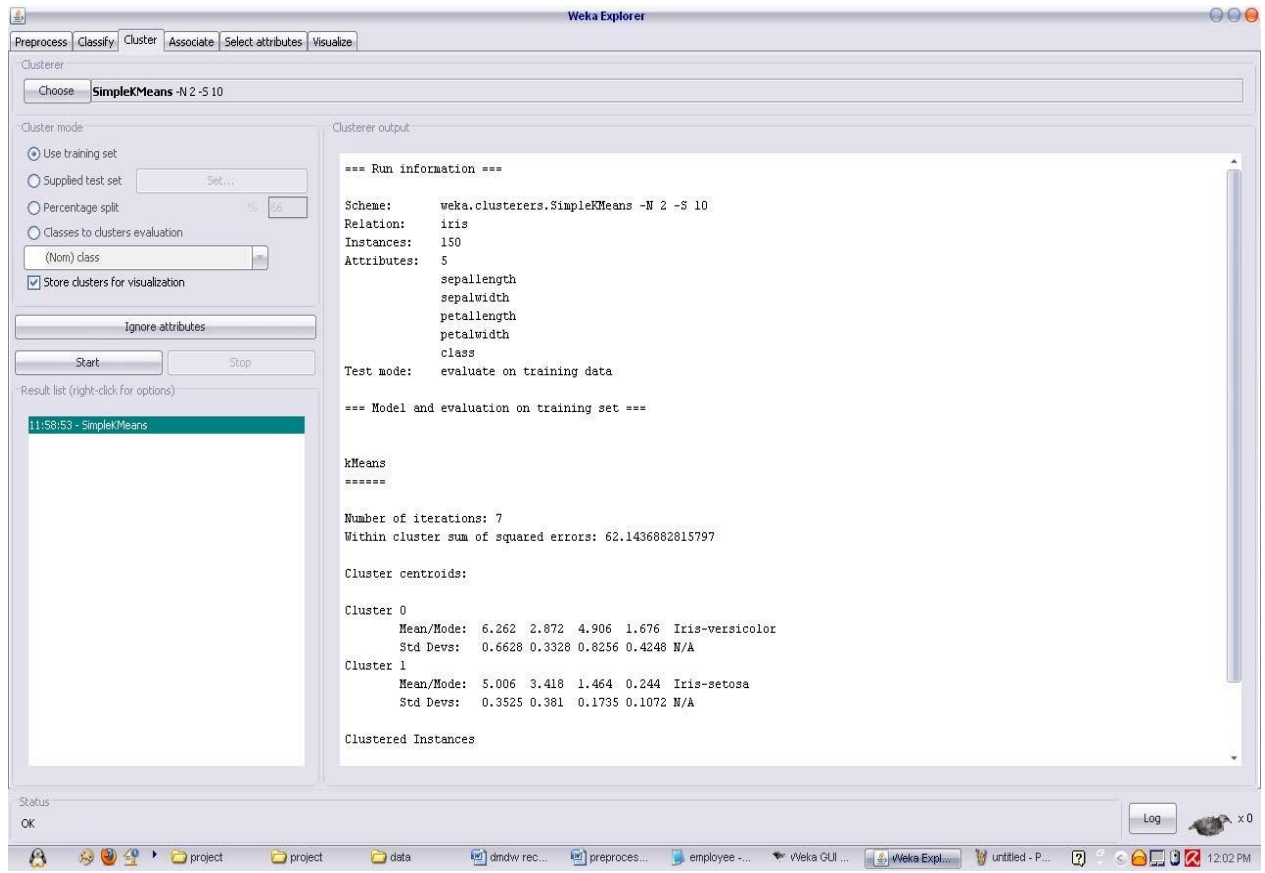 Weka Explorer
Preprocess Classify Cluster Associate Select attributes Visualize
Clusterer
Choose SimpleKMeans -N 2 -S 10
Cluster mode
Use training set
Supplied test set Set...
Percentage split % 66
Classes to clusters evaluation
(Nom) class
Store clusters for visualization
Ignore attributes
Start Stop
Result list (right-click for options)
11:58:53 - SimpleKMeans
Clusterer output
=== Run information ===
Scheme: weka.clusterers.SimpleKMeans -N 2 -S 10
Relation: iris
Instances: 150
Attributes: 5
sepallength
sepalwidth
petallength
petalwidth
class
Test mode: evaluate on training data
=== Model and evaluation on training set ===
kMeans
======
Number of iterations: 7
Within cluster sum of squared errors: 62.1436882815797
Cluster centroids:
Cluster 0
Mean/Mode: 6.262 2.872 4.906 1.676 Iris-versicolor
Std Devs: 0.6628 0.3328 0.8256 0.4248 N/A
Cluster 1
Mean/Mode: 5.006 3.418 1.464 0.244 Iris-setosa
Std Devs: 0.3525 0.381 0.1735 0.1072 N/A
Clustered Instances
Status
OK
Log x 0
project project data dmdw rec... preproces... employee -... Weka GUI ... Weka Expl... untitled - P... 12:02 PM